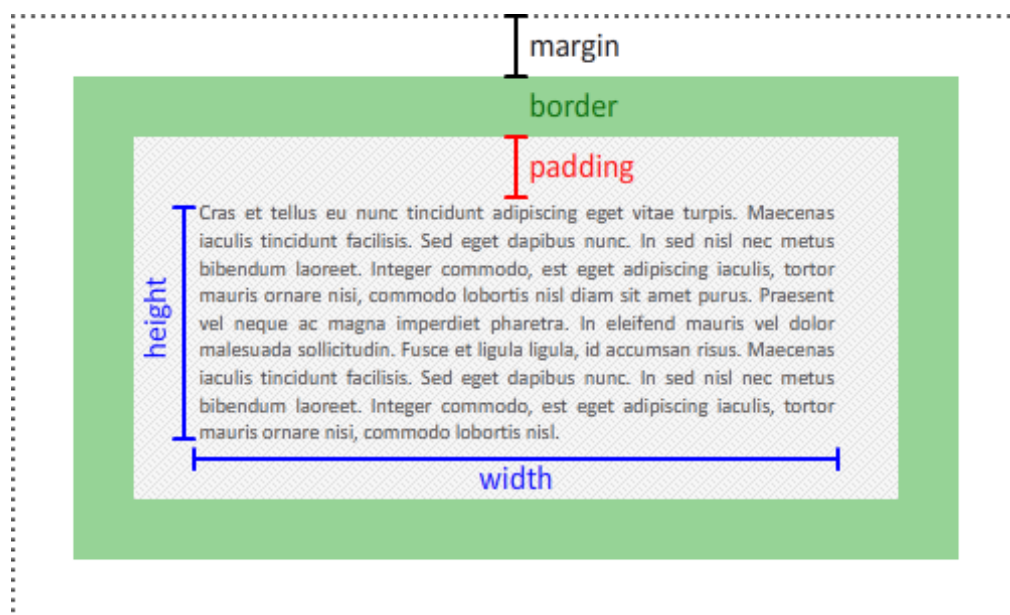 margin
border
padding
Cras et tellus eu nunc tincidunt adipiscing eget vitae turpis. Maecenas
iaculis tincidunt facilisis. Sed eget dapibus nunc. In sed nisl nec metus
bibendum laoreet. Integer commodo, est eget adipiscing iaculis, tortor
mauris ornare nisi, commodo lobortis nisl diam sit amet purus. Praesent
vel neque ac magna imperdiet pharetra. In eleifend mauris vel dolor
malesuada sollicitudin. Fusce et ligula ligula, id accumsan risus. Maecenas
iaculis tincidunt facilisis. Sed eget dapibus nunc. In sed nisl nec metus
bibendum laoreet. Integer commodo, est eget adipiscing iaculis, tortor
mauris ornare nisi, commodo lobortis nisl.
height
width